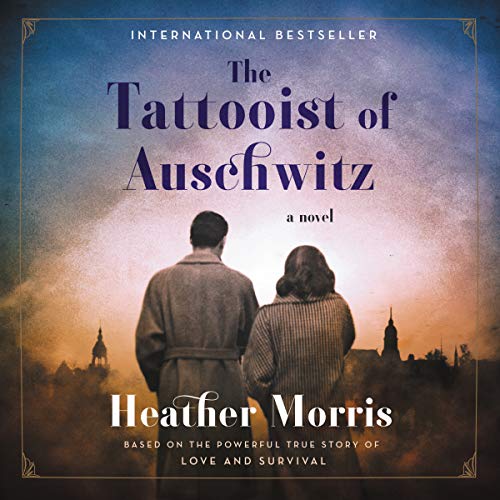 INTERNATIONAL BESTSELLER
The
Tattooist of
Auschwitz
a novel
Heather Morris
BASED ON THE POWERFUL TRUE STORY OF
LOVE AND SURVIVAL